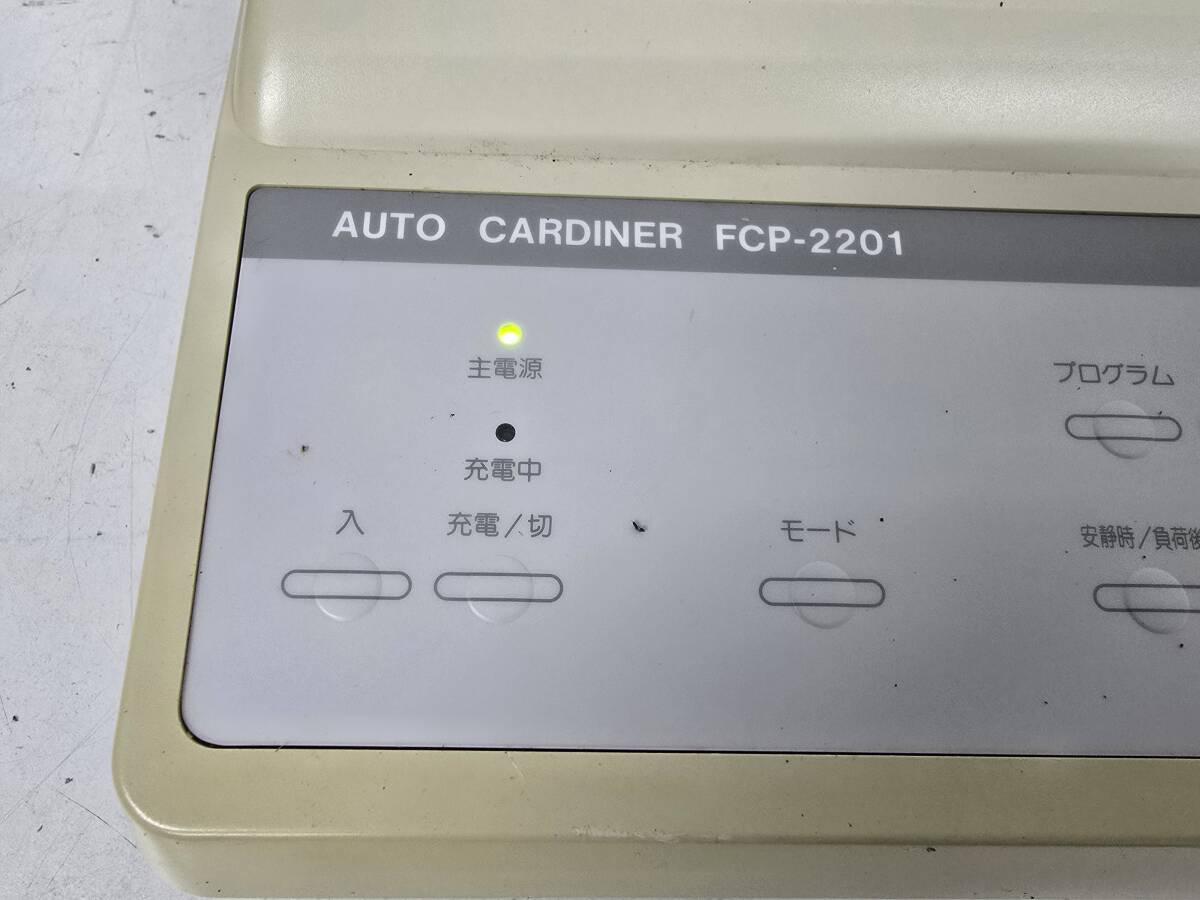 AUTO CARDINER FCP-2201
主電源
プログラム
充電中
入
充電/切
モード
安静時/負荷後